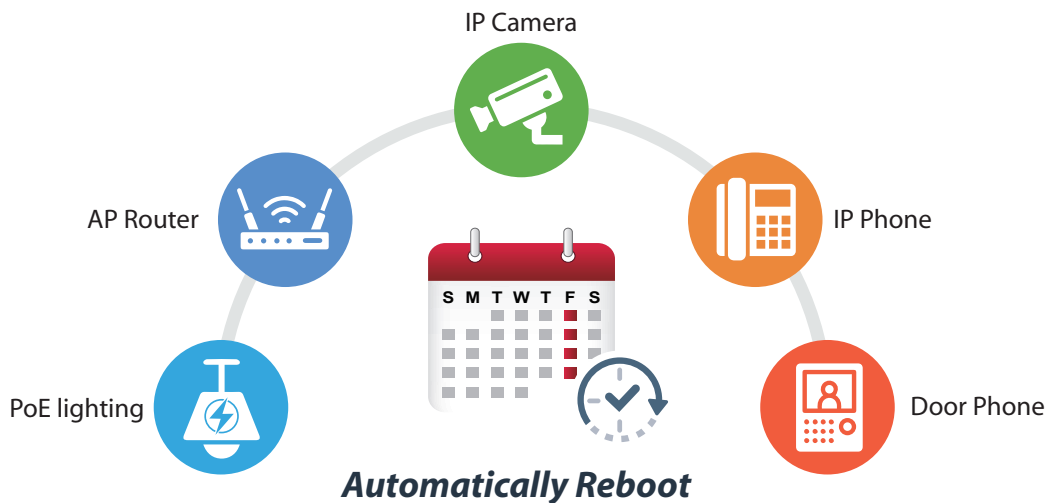 IP Camera
AP Router
IP Phone
S M T W T F S
PoE lighting
Door Phone
Automatically Reboot